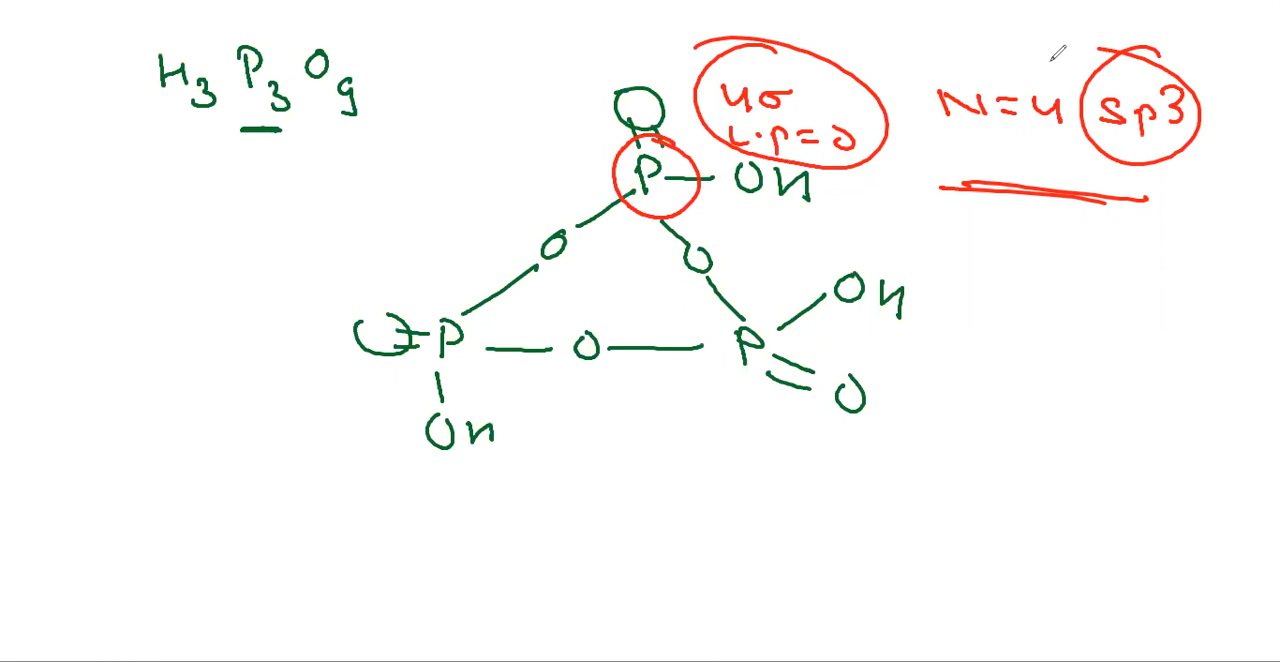 H3P3O9
4σ
L.P=0
N=4 sp3
O
P-OH
O
O
OH
O=P-O-P
OH
O